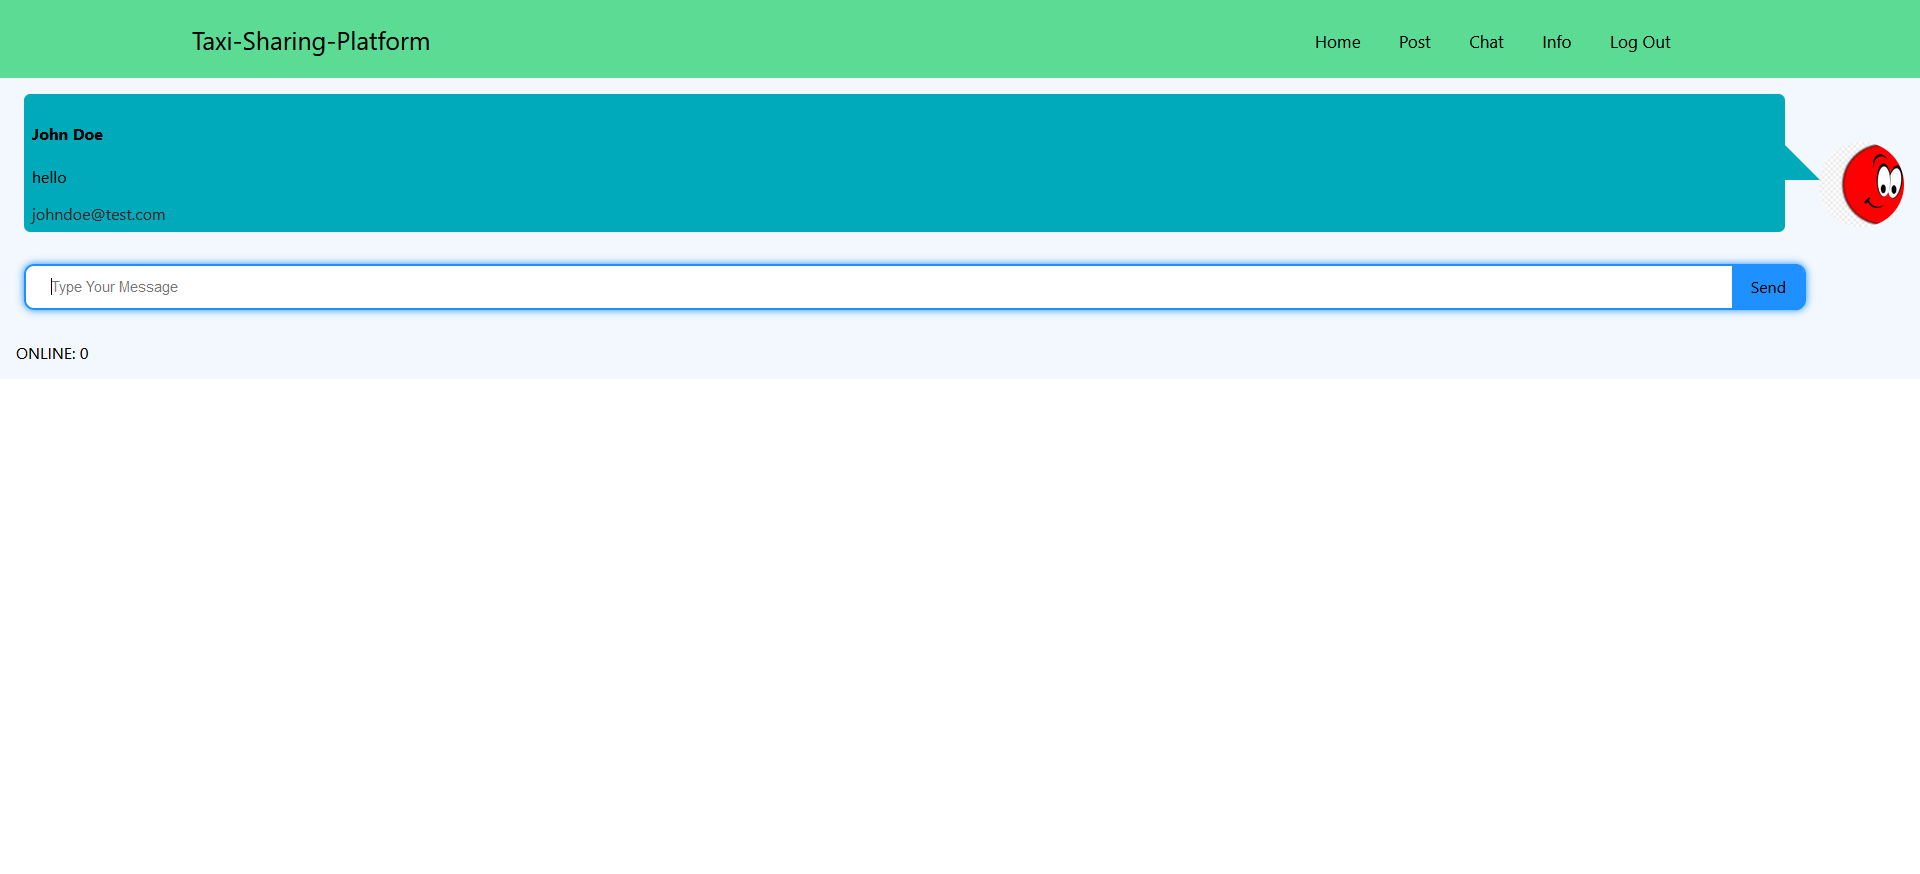 Taxi-Sharing-Platform
Home Post Chat Info Log Out
John Doe
hello
johndoe@test.com
Type Your Message
Send
ONLINE: 0